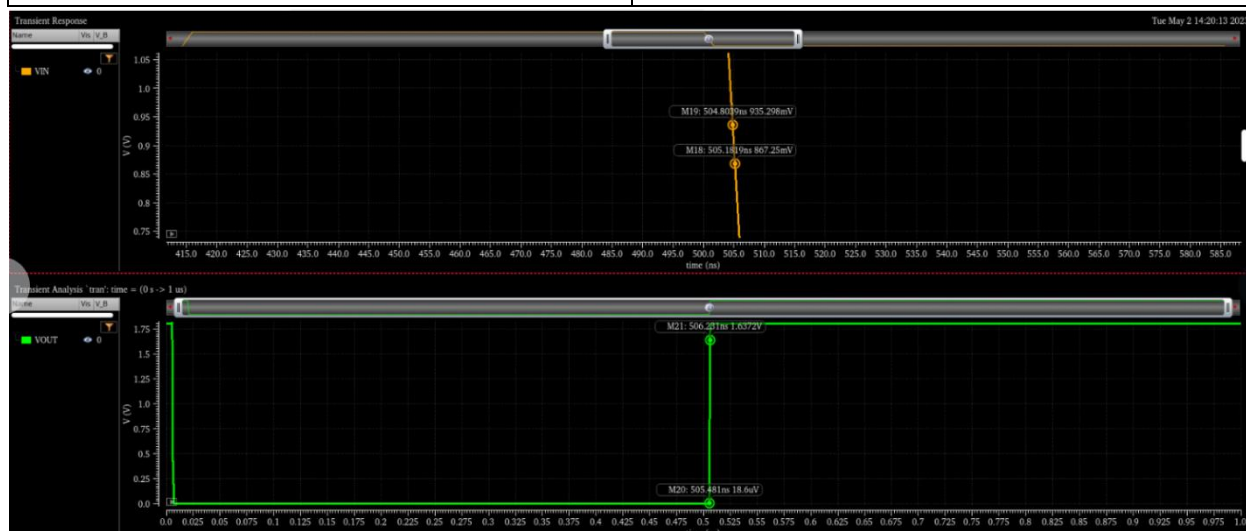 Transient Response
Tue May 2 14:20:13 202
Name Vis V_B
VIN 0
1.05
1.0
0.95
0.9
0.85
0.8
0.75
V (V)
M19: 504.8039ns 935.298mV
M18: 505.1819ns 867.25mV
415.0 420.0 425.0 430.0 435.0 440.0 445.0 450.0 455.0 460.0 465.0 470.0 475.0 480.0 485.0 490.0 495.0 500.0 505.0 510.0 515.0 520.0 525.0 530.0 535.0 540.0 545.0 550.0 555.0 560.0 565.0 570.0 575.0 580.0 585.0
time (ns)
Transient Analysis `tran': time = (0 s -> 1 us)
Name Vis V_B
VOUT 0
1.75
1.5
1.25
1.0
0.75
0.5
0.25
0.0
V (V)
M21: 506.231ns 1.6372V
M20: 505.481ns 18.6uV
0.0 0.025 0.05 0.075 0.1 0.125 0.15 0.175 0.2 0.225 0.25 0.275 0.3 0.325 0.35 0.375 0.4 0.425 0.45 0.475 0.5 0.525 0.55 0.575 0.6 0.625 0.65 0.675 0.7 0.725 0.75 0.775 0.8 0.825 0.85 0.875 0.9 0.925 0.95 0.975 1